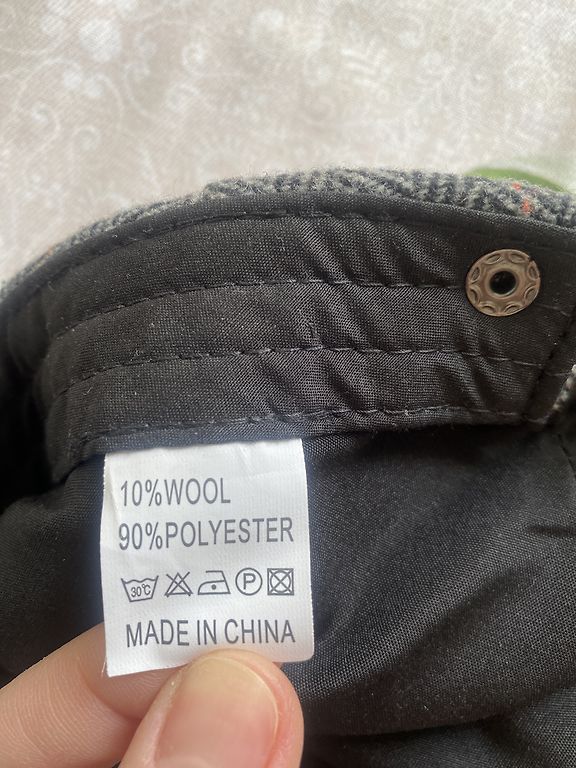 10%WOOL
90%POLYESTER
30℃ P
MADE IN CHINA